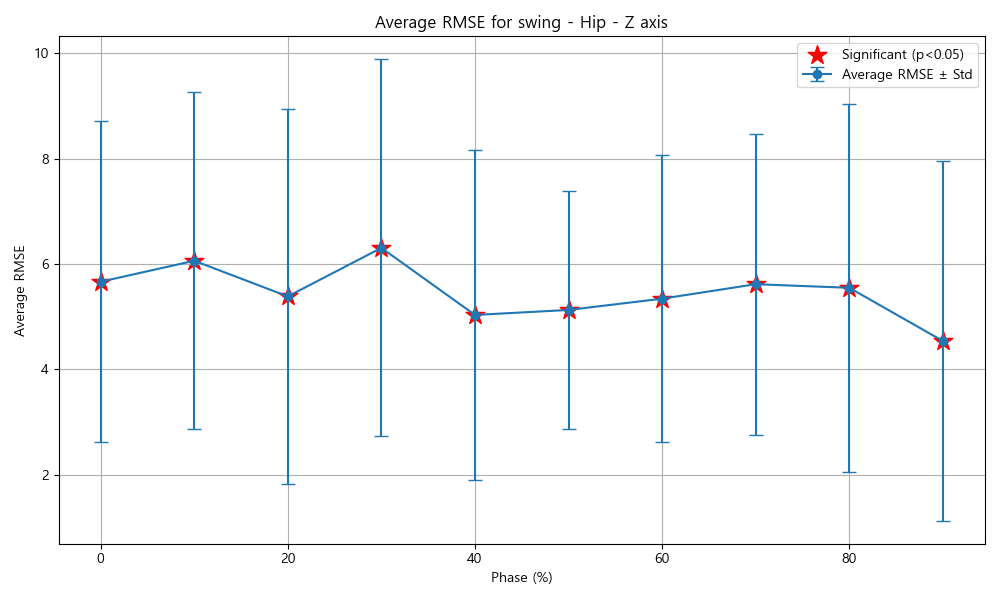 Average RMSE for swing - Hip - Z axis
Significant (p<0.05)
Average RMSE ± Std
Average RMSE
10
8
6
4
2
0
20
40
60
80
Phase (%)